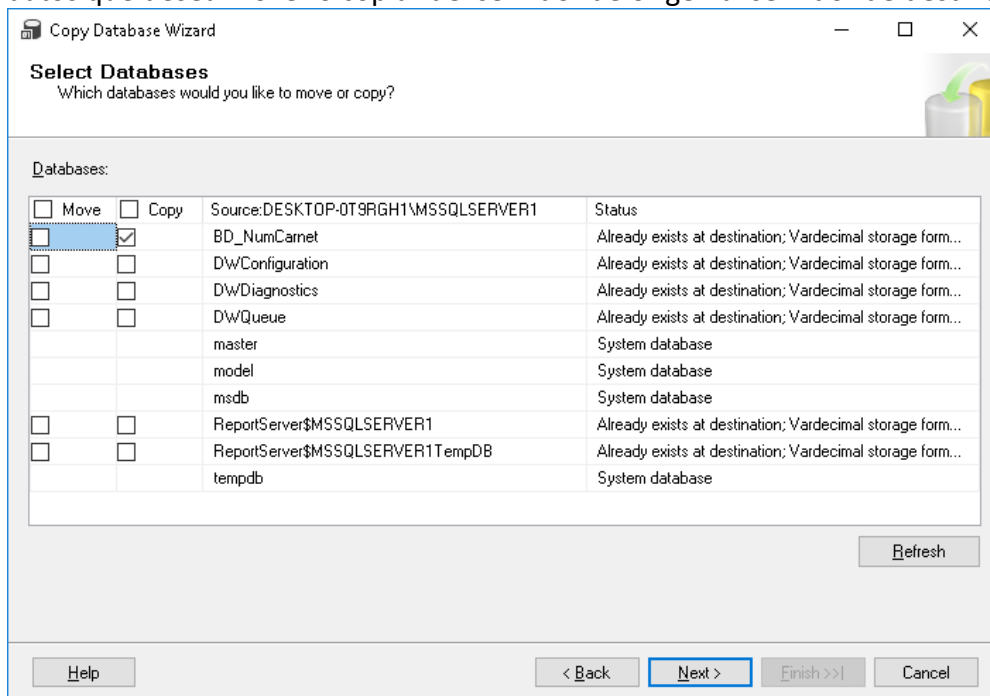 Copy Database Wizard
Select Databases
Which databases would you like to move or copy?
Databases:
Move Copy Source:DESKTOP-0T9RGH1\MSSQLSERVER1 Status
BD_NumCarnet Already exists at destination; Vardecimal storage form...
DWConfiguration Already exists at destination; Vardecimal storage form...
DWDiagnostics Already exists at destination; Vardecimal storage form...
DWQueue Already exists at destination; Vardecimal storage form...
master System database
model System database
msdb System database
ReportServer$MSSQLSERVER1 Already exists at destination; Vardecimal storage form...
ReportServer$MSSQLSERVER1TempDB Already exists at destination; Vardecimal storage form...
tempdb System database
Refresh
Help < Back Next > Finish >>| Cancel